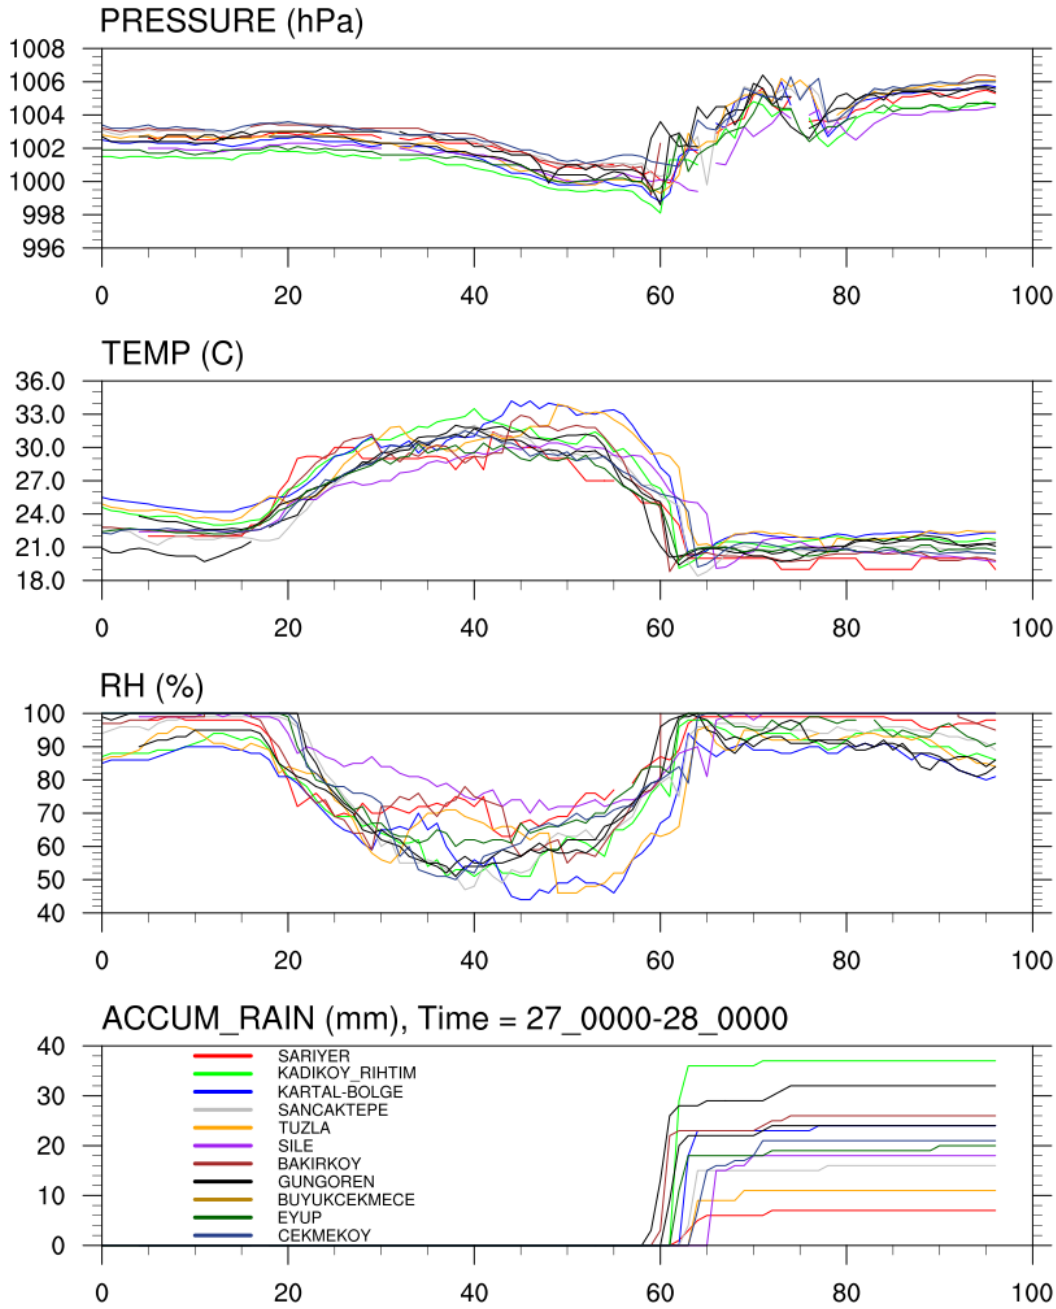 PRESSURE (hPa)
1008
1006
1004
1002
1000
998
996
0 20 40 60 80 100
TEMP (C)
36.0
33.0
30.0
27.0
24.0
21.0
18.0
0 20 40 60 80 100
RH (%)
100
90
80
70
60
50
40
0 20 40 60 80 100
ACCUM_RAIN (mm), Time = 27_0000-28_0000
40
30
20
10
0
SARIYER
KADIKOY_RIHTIM
KARTAL-BOLGE
SANCAKTEPE
TUZLA
SILE
BAKIRKOY
GUNGOREN
BUYUKCEKMECE
EYUP
CEKMEKOY
0 20 40 60 80 100